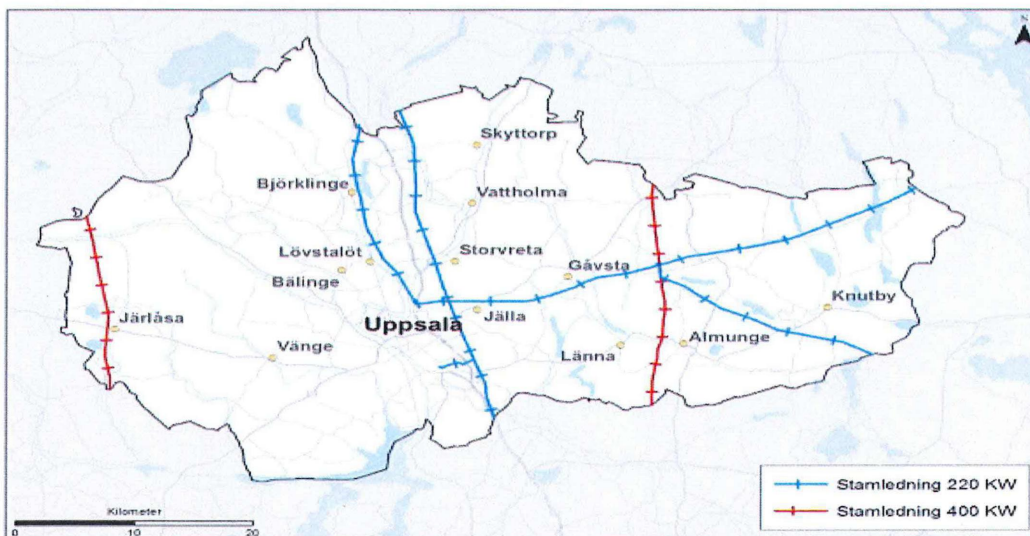 N
Skyttorp
Björklinge
Vattholma
Lövstalöt
Storvreta
Bälinge
Gåvsta
Knutby
Järlåsa
Uppsala
Jälla
Vänge
Länna
Almunge
Stamledning 220 KW
Stamledning 400 KW
Kilometer
0 10 20